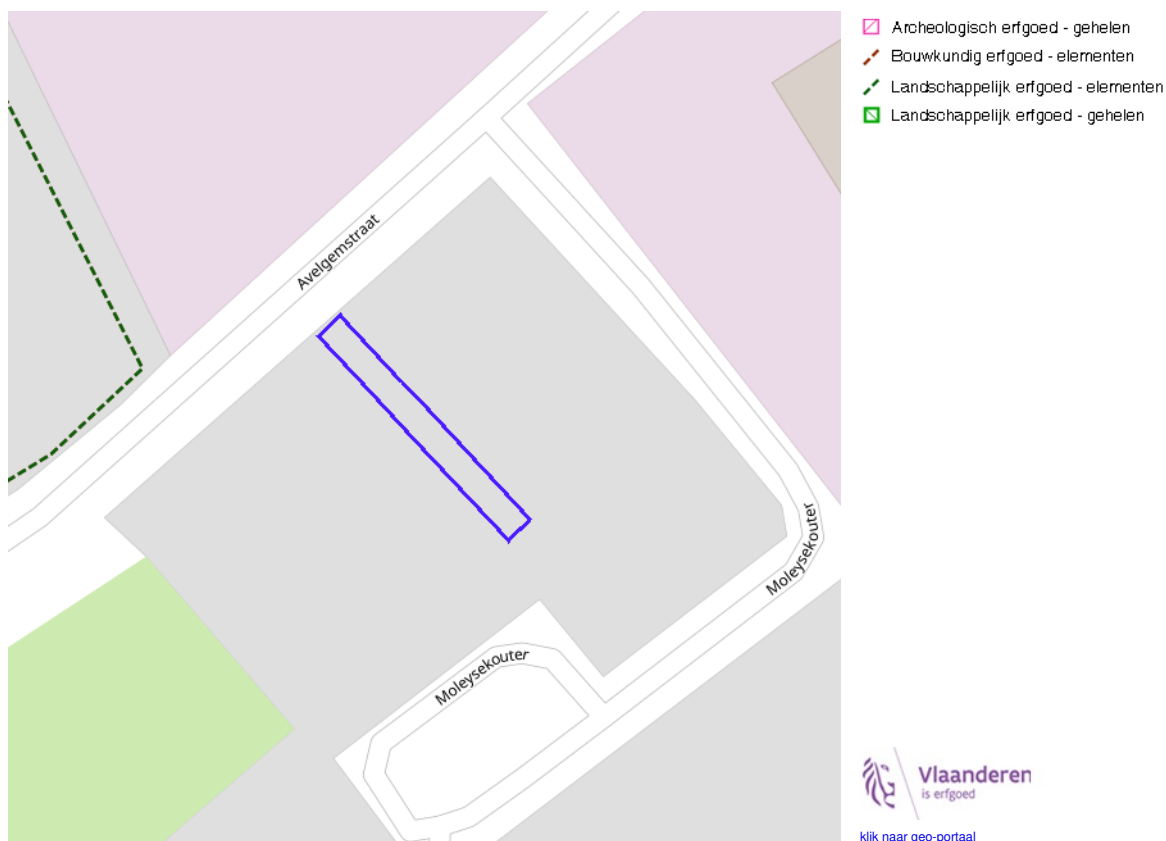 Archeologisch erfgoed - gehelen
Bouwkundig erfgoed - elementen
Landschappelijk erfgoed - elementen
Landschappelijk erfgoed - gehelen
Avelgemstraat
Moleysekouter
Moleysekouter
Vlaanderen
is erfgoed
klik naar geo-portaal